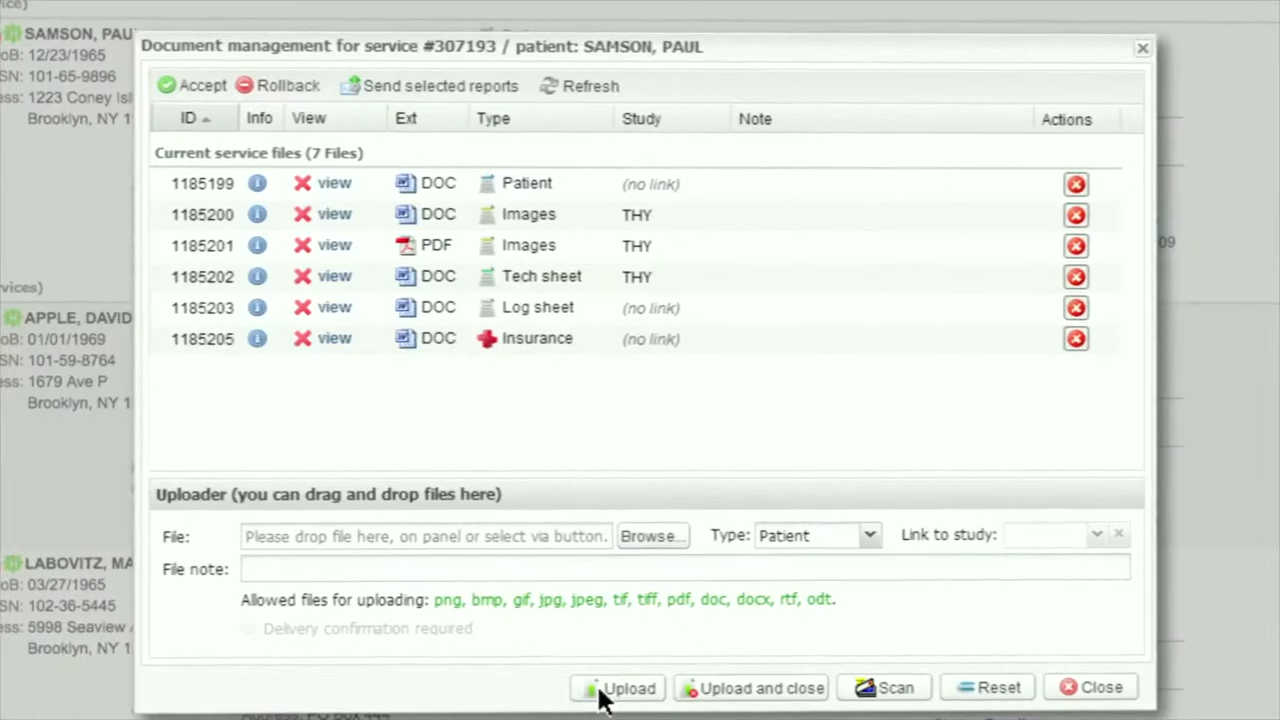 vice)
SAMSON, PAU
oB: 12/23/1965
SN: 101-65-9896
ess: 1223 Coney Isl
Brooklyn, NY 1
Document management for service #307193 / patient: SAMSON, PAUL
Accept Rollback Send selected reports Refresh
ID Info View Ext Type Study Note Actions
Current service files (7 Files)
1185199 view DOC Patient (no link)
1185200 view DOC Images THY
1185201 view PDF Images THY
1185202 view DOC Tech sheet THY
1185203 view DOC Log sheet (no link)
1185205 view DOC Insurance (no link)
09
vices)
APPLE, DAVID
oB: 01/01/1969
SN: 101-59-8764
ess: 1679 Ave P
Brooklyn, NY 1
Uploader (you can drag and drop files here)
File: Please drop file here, on panel or select via button. Browse... Type: Patient Link to study:
File note:
Allowed files for uploading: png, bmp, gif, jpg, jpeg, tif, tiff, pdf, doc, docx, rtf, odt.
Delivery confirmation required
LABOVITZ, MA
oB: 03/27/1965
SN: 102-36-5445
ess: 5998 Seaview A
Brooklyn, NY 1
Upload Upload and close Scan Reset Close